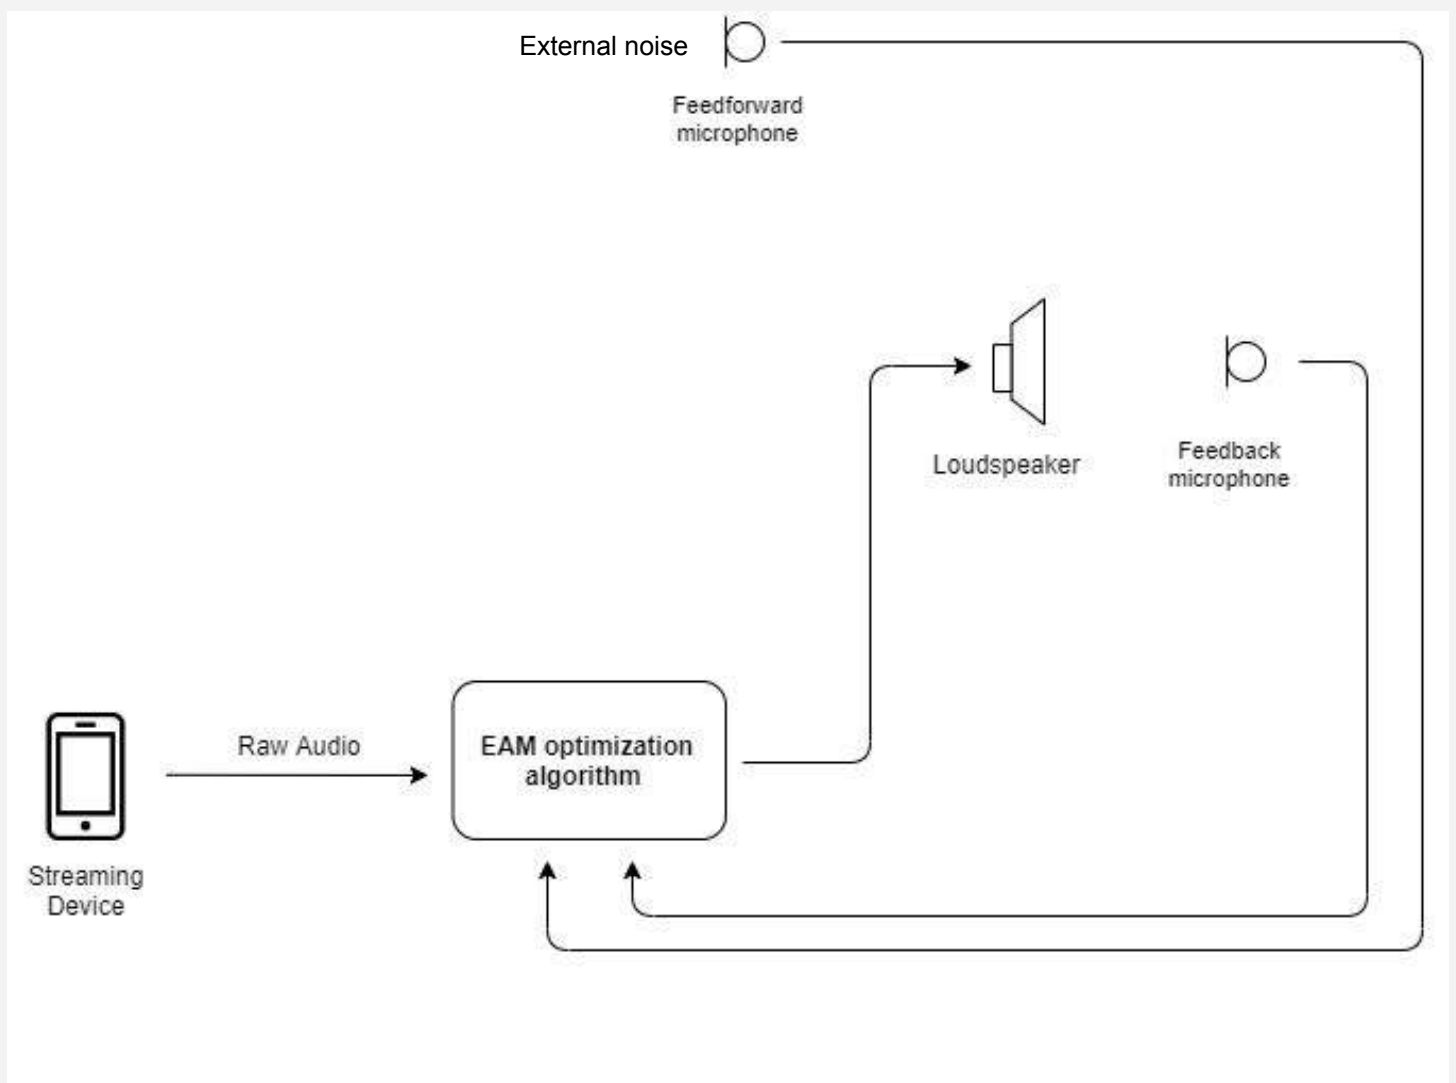 External noise
Feedforward
microphone
Loudspeaker
Feedback
microphone
Raw Audio
EAM optimization
algorithm
Streaming
Device